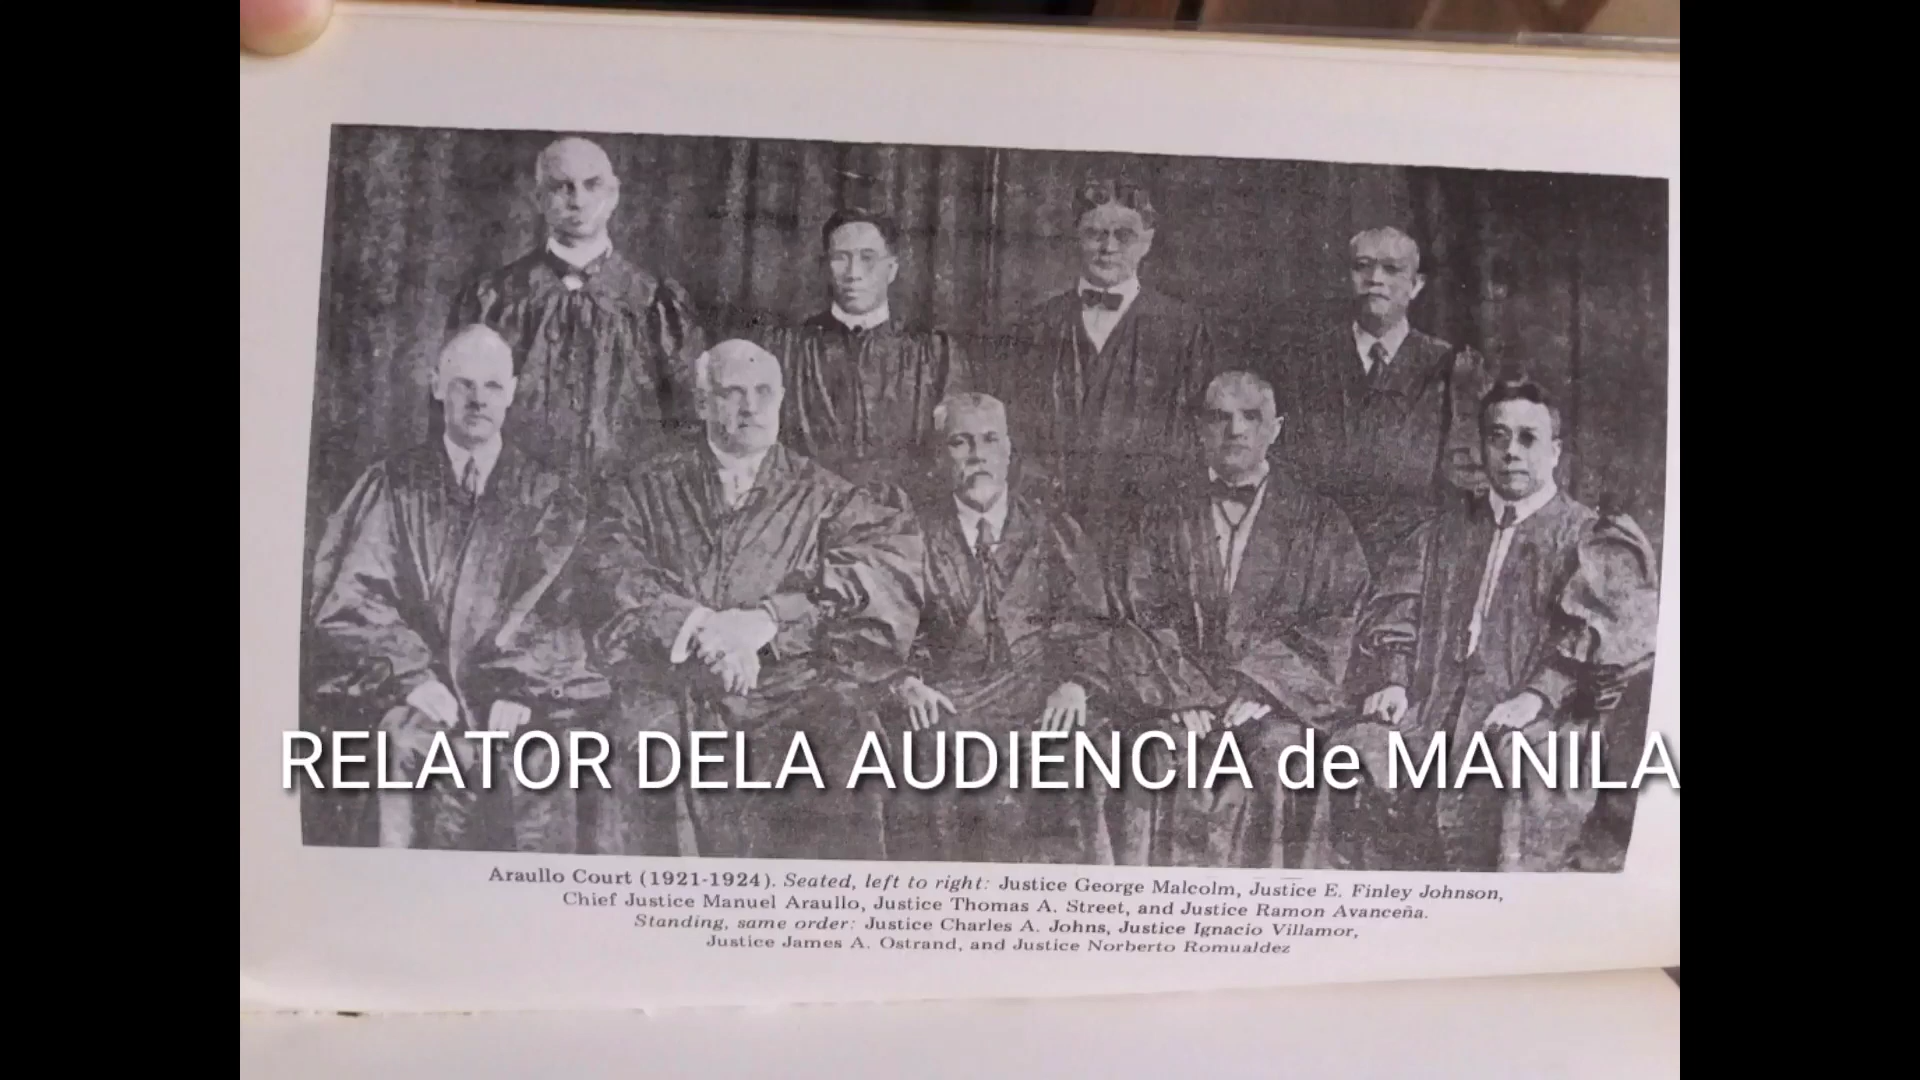 RELATOR DELA AUDIENCIA de MANILA
Araullo Court (1921-1924). Seated, left to right: Justice George Malcolm, Justice E. Finley Johnson,
Chief Justice Manuel Araullo, Justice Thomas A. Street, and Justice Ramon Avanceña.
Standing, same order: Justice Charles A. Johns, Justice Ignacio Villamor,
Justice James A. Ostrand, and Justice Norberto Romualdez